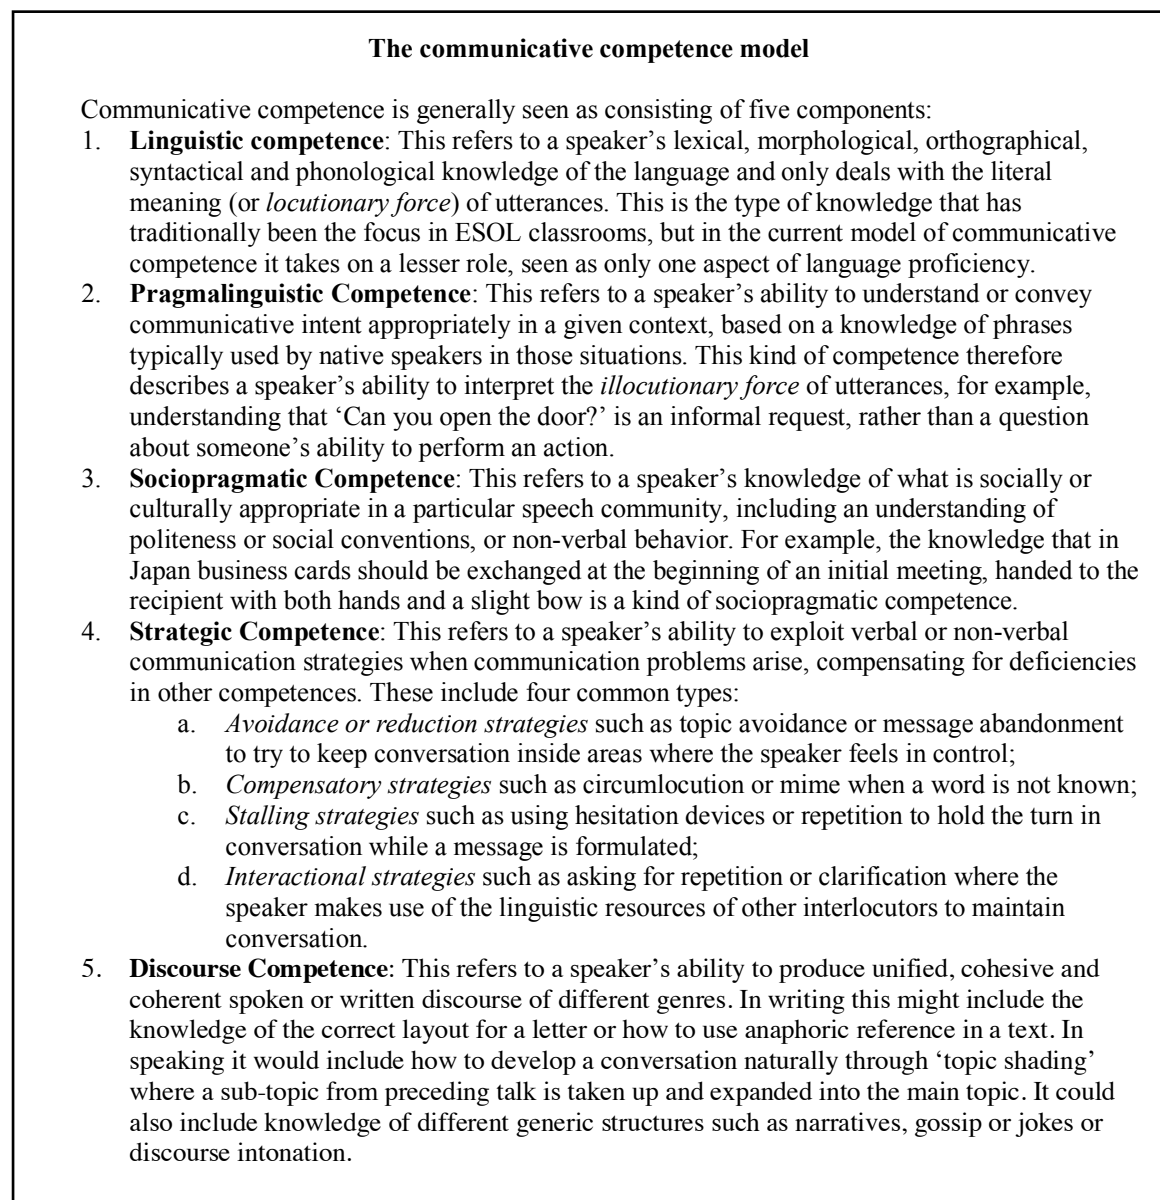 The communicative competence model
Communicative competence is generally seen as consisting of five components:
1. Linguistic competence: This refers to a speaker’s lexical, morphological, orthographical,
syntactical and phonological knowledge of the language and only deals with the literal
meaning (or locutionary force) of utterances. This is the type of knowledge that has
traditionally been the focus in ESOL classrooms, but in the current model of communicative
competence it takes on a lesser role, seen as only one aspect of language proficiency.
2. Pragmalinguistic Competence: This refers to a speaker’s ability to understand or convey
communicative intent appropriately in a given context, based on a knowledge of phrases
typically used by native speakers in those situations. This kind of competence therefore
describes a speaker’s ability to interpret the illocutionary force of utterances, for example,
understanding that ‘Can you open the door?’ is an informal request, rather than a question
about someone’s ability to perform an action.
3. Sociopragmatic Competence: This refers to a speaker’s knowledge of what is socially or
culturally appropriate in a particular speech community, including an understanding of
politeness or social conventions, or non-verbal behavior. For example, the knowledge that in
Japan business cards should be exchanged at the beginning of an initial meeting, handed to the
recipient with both hands and a slight bow is a kind of sociopragmatic competence.
4. Strategic Competence: This refers to a speaker’s ability to exploit verbal or non-verbal
communication strategies when communication problems arise, compensating for deficiencies
in other competences. These include four common types:
a. Avoidance or reduction strategies such as topic avoidance or message abandonment
to try to keep conversation inside areas where the speaker feels in control;
b. Compensatory strategies such as circumlocution or mime when a word is not known;
c. Stalling strategies such as using hesitation devices or repetition to hold the turn in
conversation while a message is formulated;
d. Interactional strategies such as asking for repetition or clarification where the
speaker makes use of the linguistic resources of other interlocutors to maintain
conversation.
5. Discourse Competence: This refers to a speaker’s ability to produce unified, cohesive and
coherent spoken or written discourse of different genres. In writing this might include the
knowledge of the correct layout for a letter or how to use anaphoric reference in a text. In
speaking it would include how to develop a conversation naturally through ‘topic shading’
where a sub-topic from preceding talk is taken up and expanded into the main topic. It could
also include knowledge of different generic structures such as narratives, gossip or jokes or
discourse intonation.